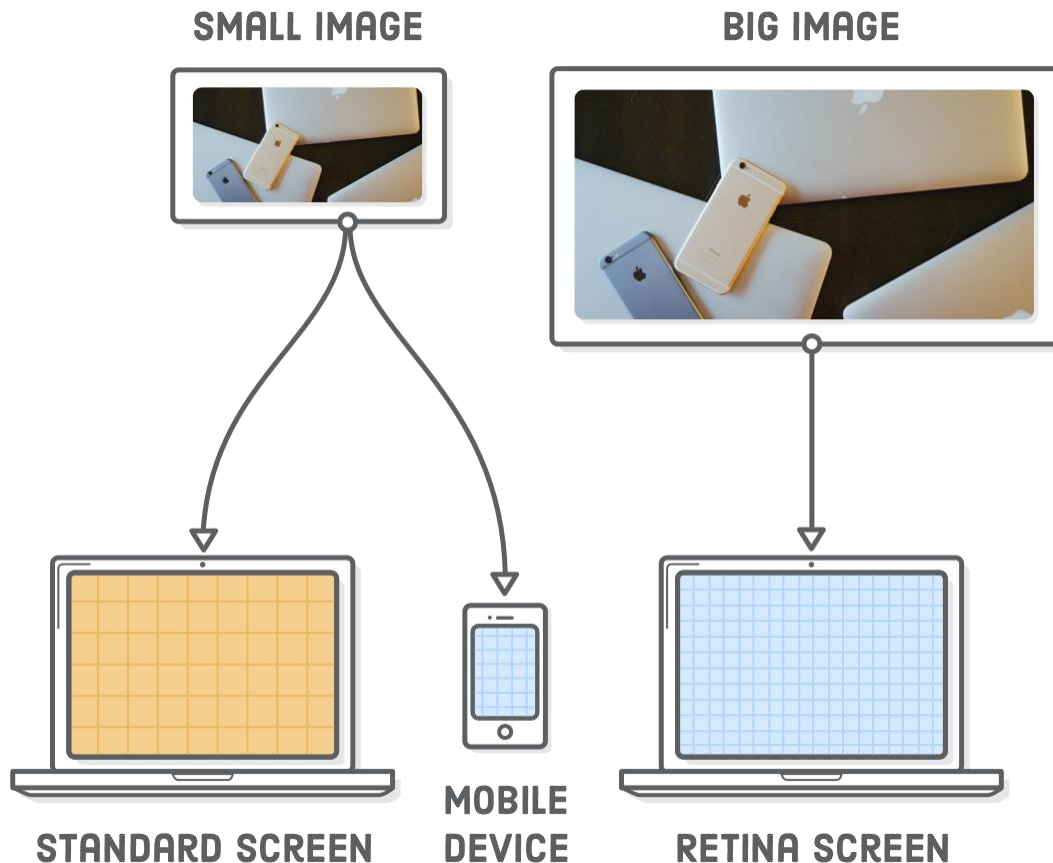 SMALL IMAGE
BIG IMAGE
STANDARD SCREEN
MOBILE
DEVICE
RETINA SCREEN